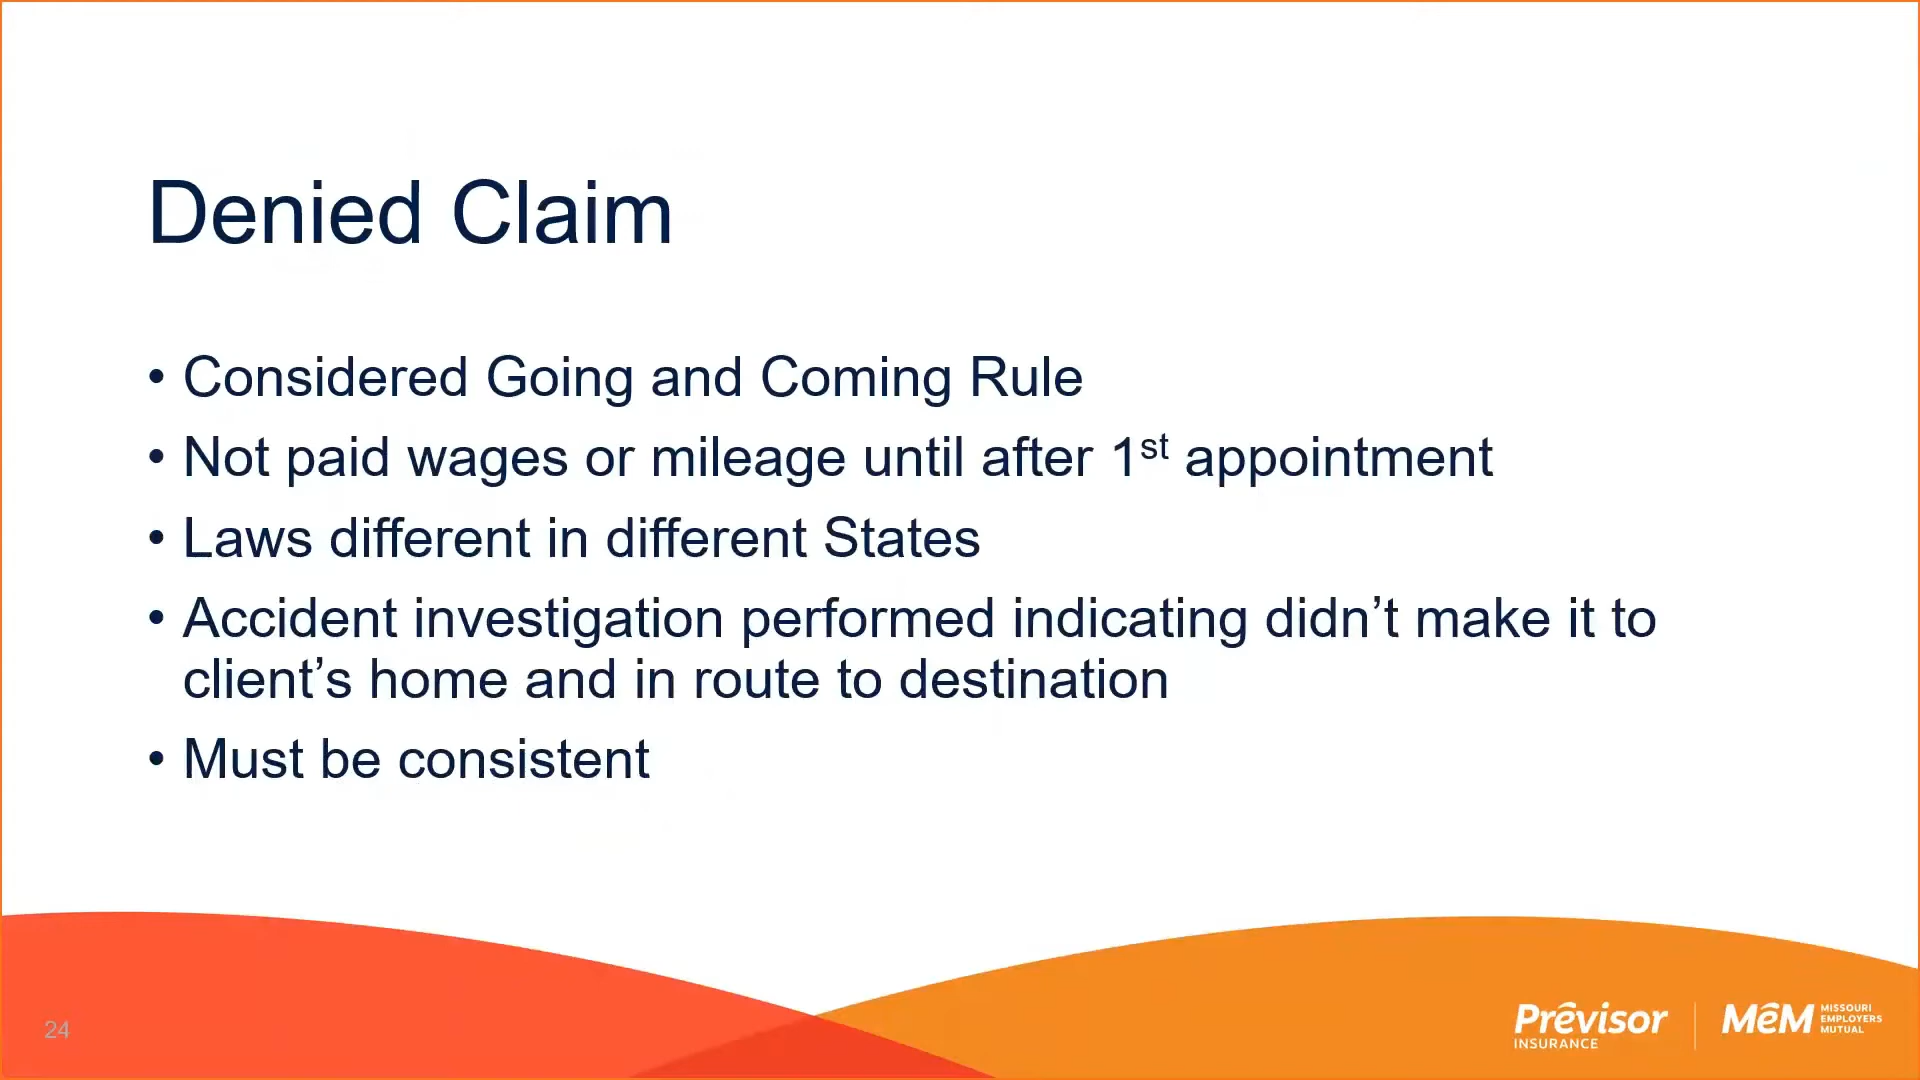 Denied Claim
• Considered Going and Coming Rule
• Not paid wages or mileage until after 1st appointment
• Laws different in different States
• Accident investigation performed indicating didn’t make it to
client’s home and in route to destination
• Must be consistent
24
Prêvisor
INSURANCE
MêM
MISSOURI
EMPLOYERS
MUTUAL